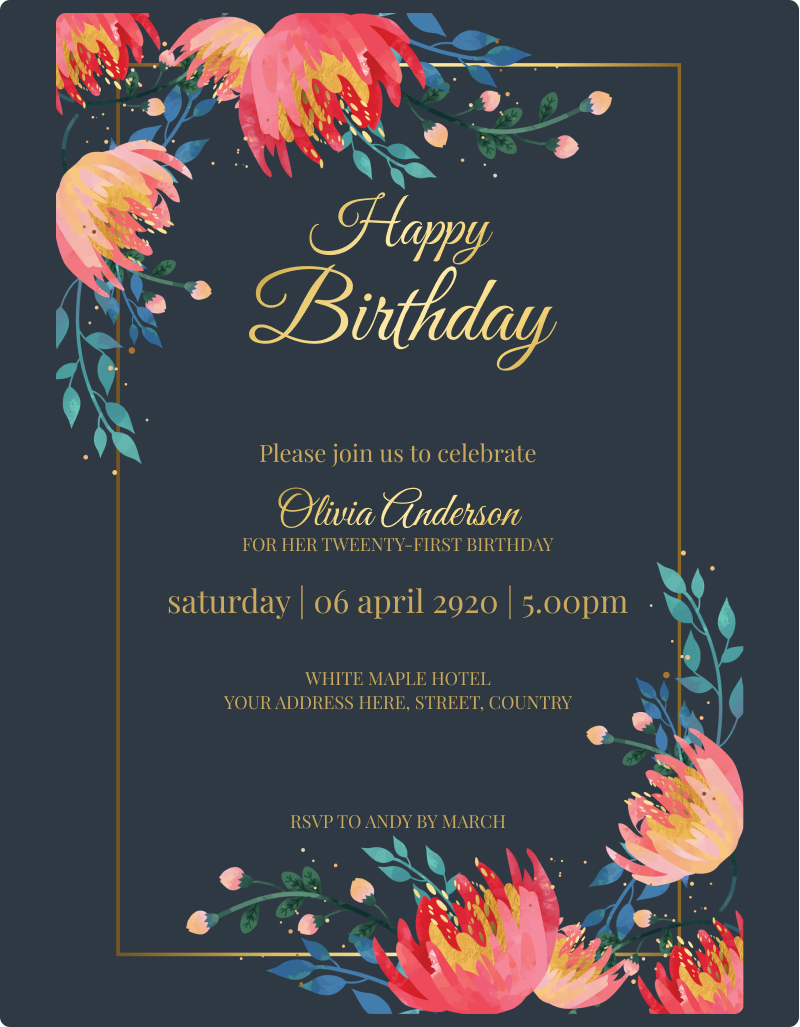 Happy
Birthday
Please join us to celebrate
Olivia Anderson
FOR HER TWEENTY-FIRST BIRTHDAY
saturday | 06 april 2920 | 5.00pm
WHITE MAPLE HOTEL
YOUR ADDRESS HERE, STREET, COUNTRY
RSVP TO ANDY BY MARCH